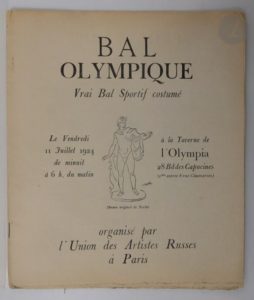 BAL
OLYMPIQUE
Vrai Bal Sportif costumé
Le Vendredi
11 Juillet 1924
de minuit
à 6 h. du matin
à la Taverne de
l'Olympia
28 Bd des Capucines
organisé par
l'Union des Artistes Russes
à Paris